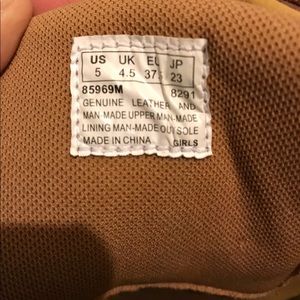 US UK EU JP
5 4.5 37.5 23
85969M 8291
GENUINE LEATHER AND
MAN-MADE UPPER MAN-MADE
LINING MAN-MADE OUTSOLE
MADE IN CHINA GIRLS